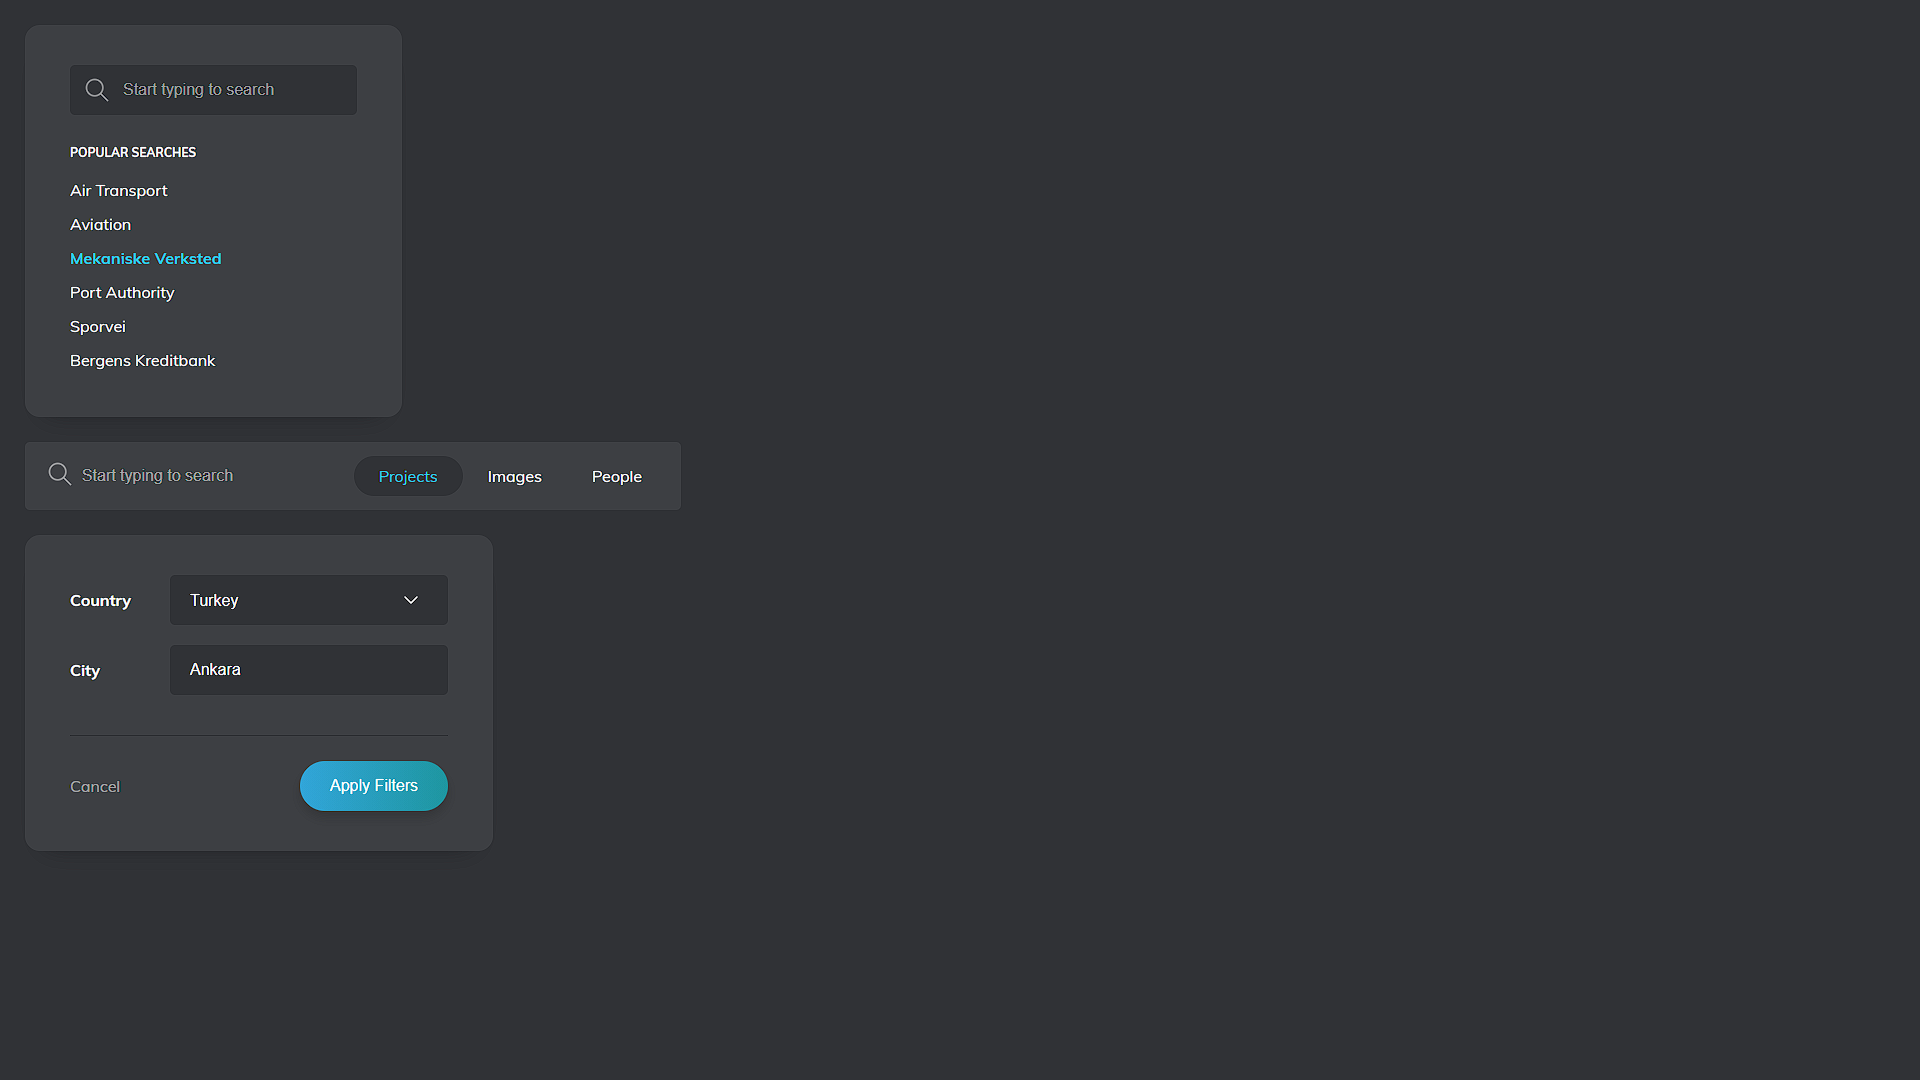 Start typing to search
POPULAR SEARCHES
Air Transport
Aviation
Mekaniske Verksted
Port Authority
Sporvei
Bergens Kreditbank
Start typing to search Projects Images People
Country Turkey
City Ankara
Cancel Apply Filters